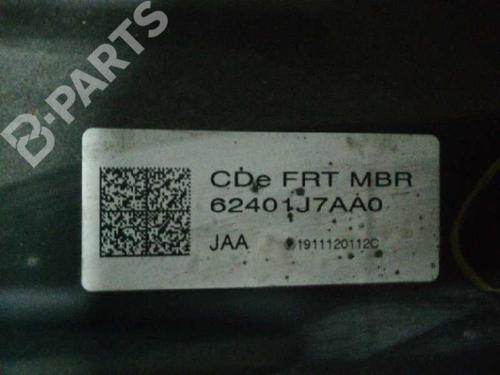 B-PARTS
CDe FRT MBR
62401J7AA0
JAA 1911120112C